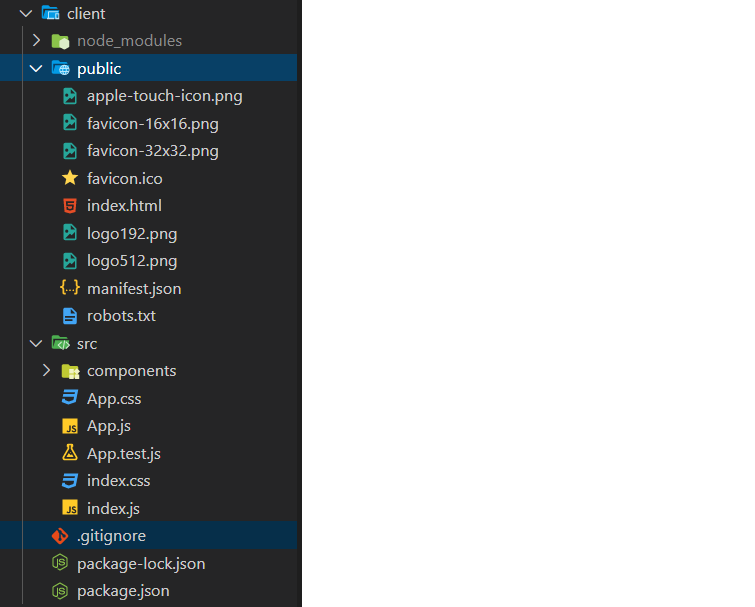 client
node_modules
public
apple-touch-icon.png
favicon-16x16.png
favicon-32x32.png
favicon.ico
index.html
logo192.png
logo512.png
manifest.json
robots.txt
src
components
App.css
App.js
App.test.js
index.css
index.js
.gitignore
package-lock.json
package.json